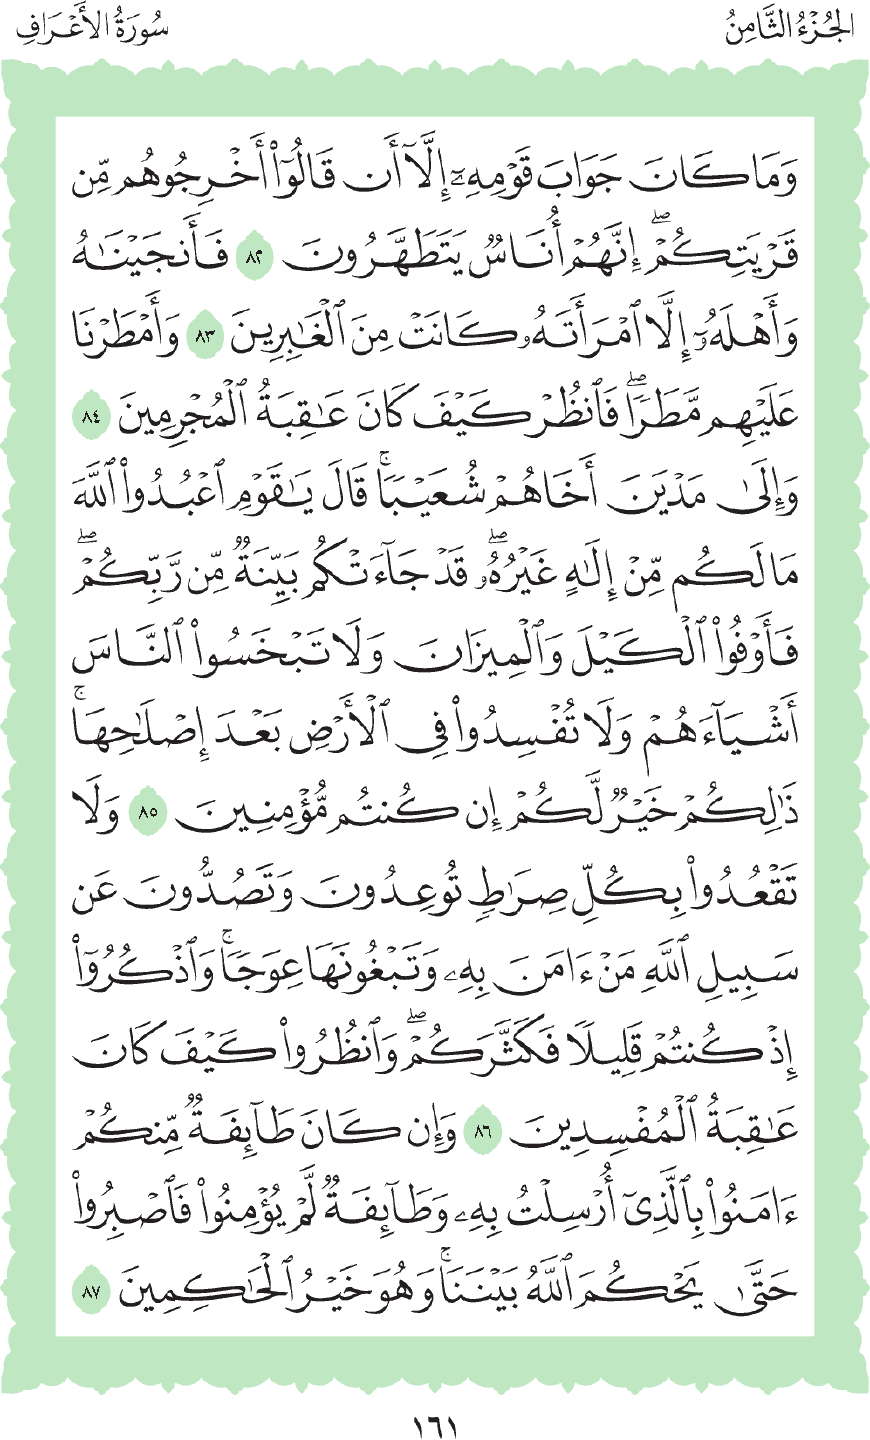 الجُزْءُ الثَّامِنُ
سُورَةُ الأَعْرَافِ
وَمَا كَانَ جَوَابَ قَوْمِهِۦٓ إِلَّآ أَن قَالُوٓا۟ أَخْرِجُوهُم مِّن
قَرْيَتِكُمْ ۖ إِنَّهُمْ أُنَاسٌ يَتَطَهَّرُونَ ٨٢ فَأَنجَيْنَـٰهُ
وَأَهْلَهُۥٓ إِلَّا ٱمْرَأَتَهُۥ كَانَتْ مِنَ ٱلْغَـٰبِرِينَ ٨٣ وَأَمْطَرْنَا
عَلَيْهِم مَّطَرًا ۖ فَٱنظُرْ كَيْفَ كَانَ عَـٰقِبَةُ ٱلْمُجْرِمِينَ ٨٤
وَإِلَىٰ مَدْيَنَ أَخَاهُمْ شُعَيْبًا ۚ قَالَ يَـٰقَوْمِ ٱعْبُدُوا۟ ٱللَّهَ
مَا لَكُم مِّنْ إِلَـٰهٍ غَيْرُهُۥ ۖ قَدْ جَآءَتْكُم بَيِّنَةٌ مِّن رَّبِّكُمْ ۖ
فَأَوْفُوا۟ ٱلْكَيْلَ وَٱلْمِيزَانَ وَلَا تَبْخَسُوا۟ ٱلنَّاسَ
أَشْيَآءَهُمْ وَلَا تُفْسِدُوا۟ فِى ٱلْأَرْضِ بَعْدَ إِصْلَـٰحِهَا ۚ
ذَٰلِكُمْ خَيْرٌ لَّكُمْ إِن كُنتُم مُّؤْمِنِينَ ٨٥ وَلَا
تَقْعُدُوا۟ بِكُلِّ صِرَٰطٍ تُوعِدُونَ وَتَصُدُّونَ عَن
سَبِيلِ ٱللَّهِ مَنْ ءَامَنَ بِهِۦ وَتَبْغُونَهَا عِوَجًا ۚ وَٱذْكُرُوٓا۟
إِذْ كُنتُمْ قَلِيلًا فَكَثَّرَكُمْ ۖ وَٱنظُرُوا۟ كَيْفَ كَانَ
عَـٰقِبَةُ ٱلْمُفْسِدِينَ ٨٦ وَإِن كَانَ طَآئِفَةٌ مِّنكُمْ
ءَامَنُوا۟ بِٱلَّذِىٓ أُرْسِلْتُ بِهِۦ وَطَآئِفَةٌ لَّمْ يُؤْمِنُوا۟ فَٱصْبِرُوا۟
حَتَّىٰ يَحْكُمَ ٱللَّهُ بَيْنَنَا ۚ وَهُوَ خَيْرُ ٱلْحَـٰكِمِينَ ٨٧
١٦١